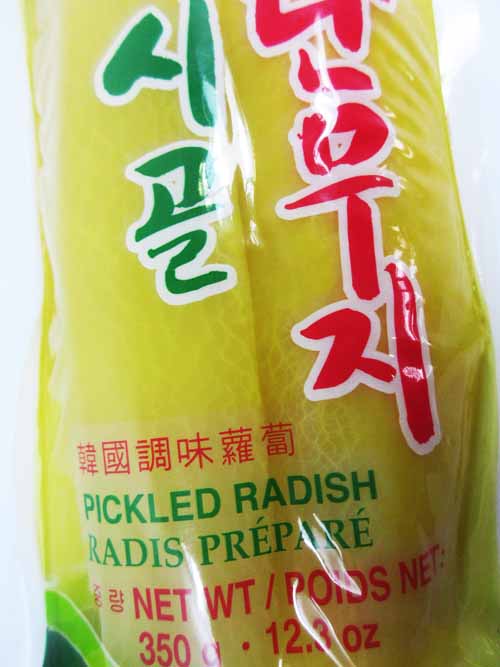 시골
단무지
韓國調味蘿蔔
PICKLED RADISH
RADIS PRÉPARÉ
중량 NET WT / POIDS NET:
350 g · 12.3 oz